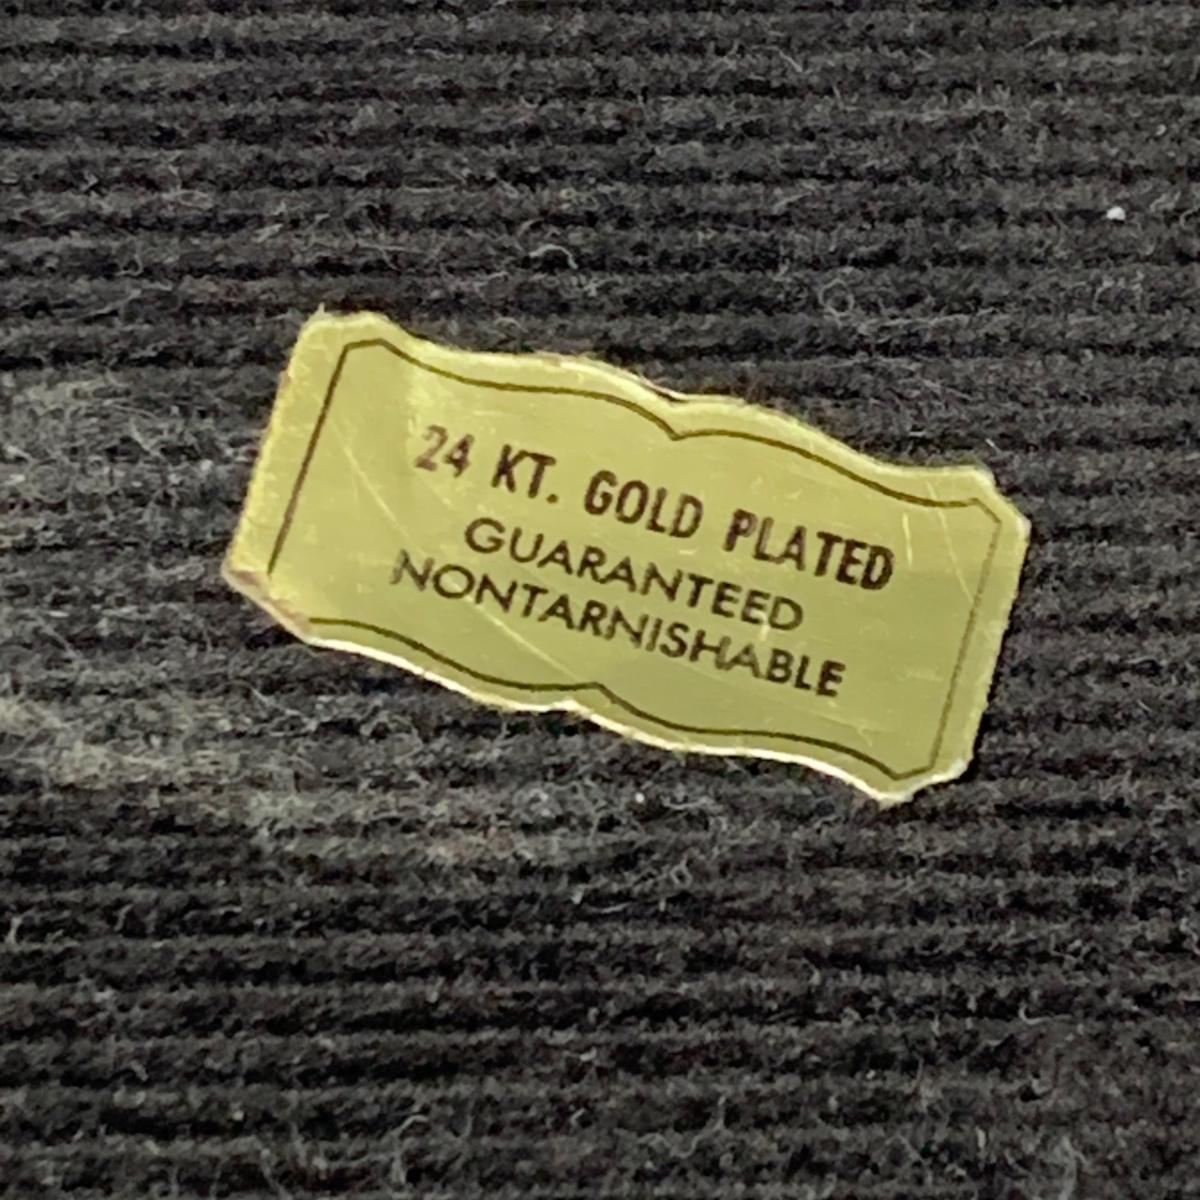 24 KT. GOLD PLATED
GUARANTEED
NONTARNISHABLE